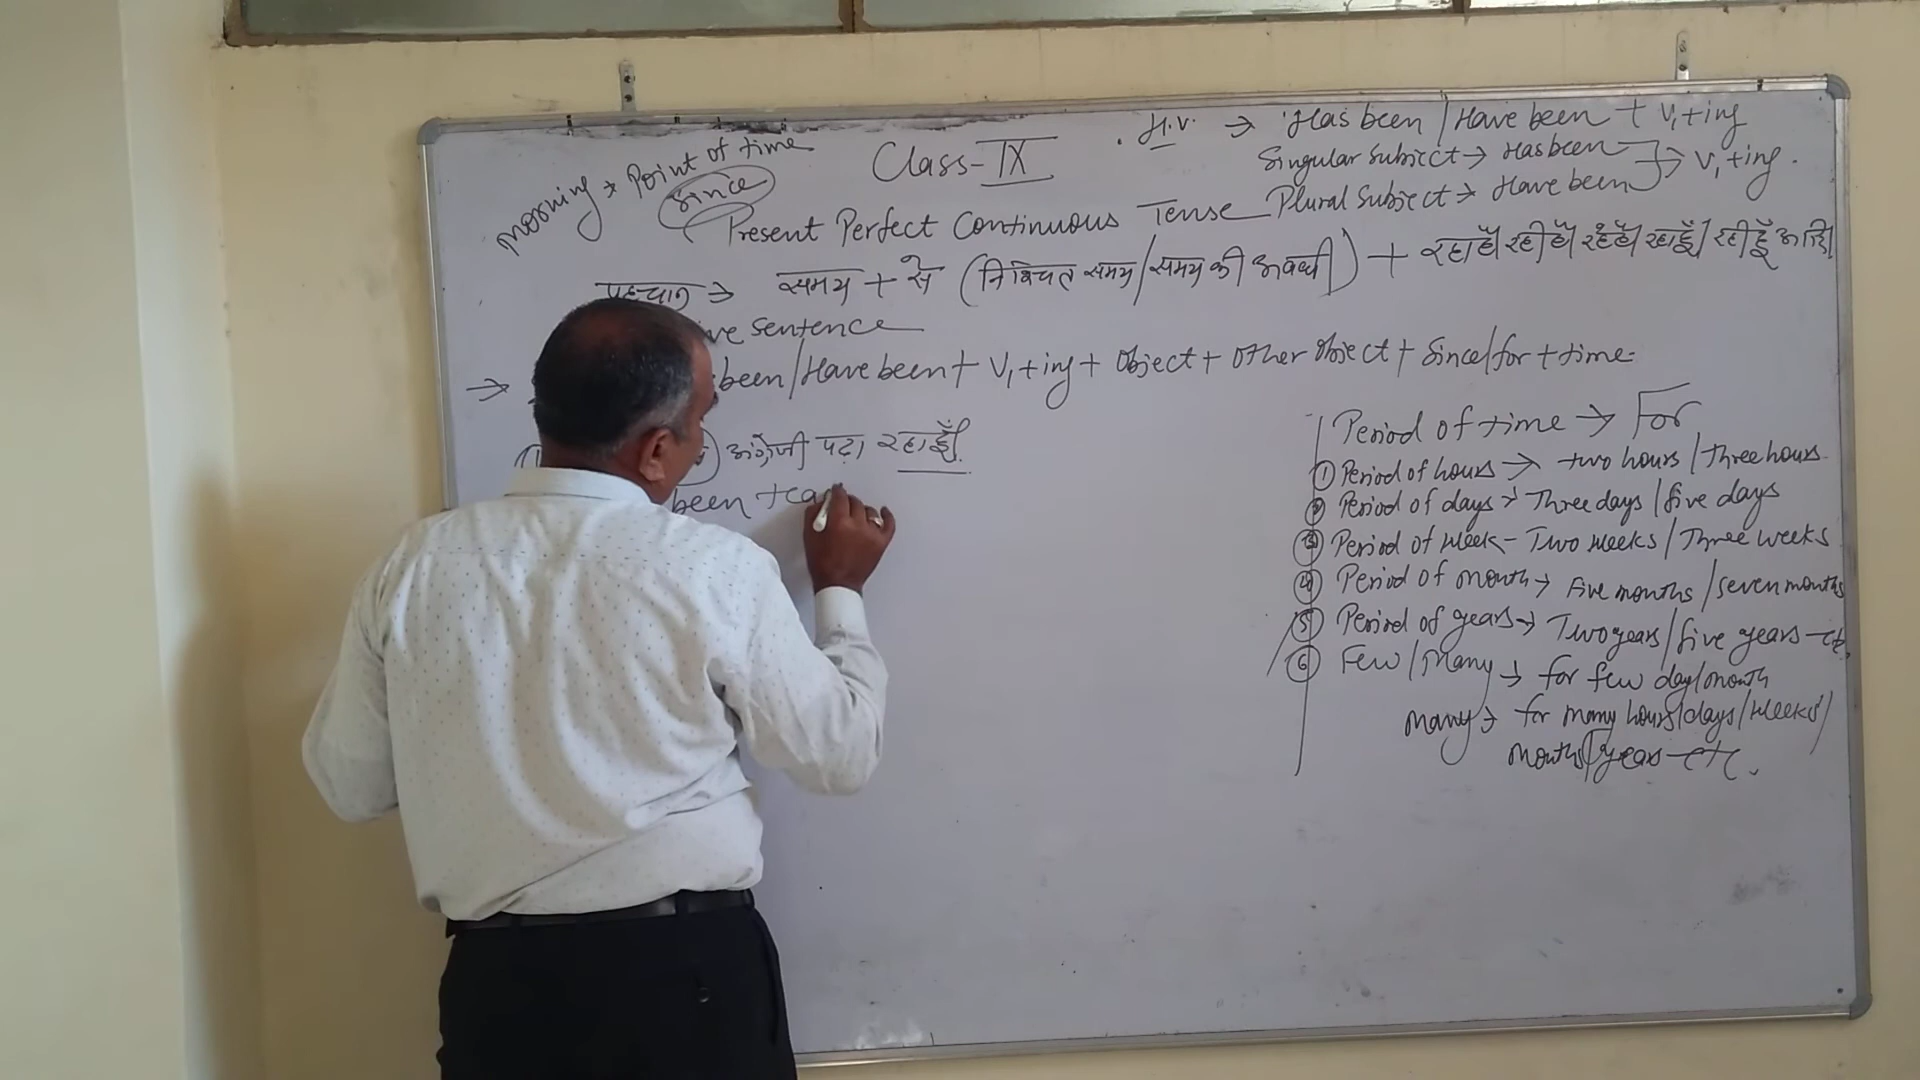 morning → Point of time
Since
Class-IX
H.V. → Has been / Have been + V₁+ing
Singular Subject → Has been
Plural Subject → Have been → V₁+ing.
Present Perfect Continuous Tense
पहचान ⇒ समय + से (निश्चित समय/समय की अवधी) + रहा है। रही है। रहे हैं। रहा हूँ। रही हूँ आदि।
ive Sentence
→ been / Have been + V₁+ing + Object + Other Object + Since/for + time.
① अंग्रेजी पढ़ा रहा हूँ।
been tea
Period of time → For
① Period of hours → two hours / three hours
② Period of days → Three days / five days
③ Period of week - Two weeks / Three weeks
④ Period of month → Five months / seven months
⑤ Period of years → Two years / five years - etc.
⑥ Few / Many → for few day/month
many → for many hours/days/weeks/
months/years - etc.